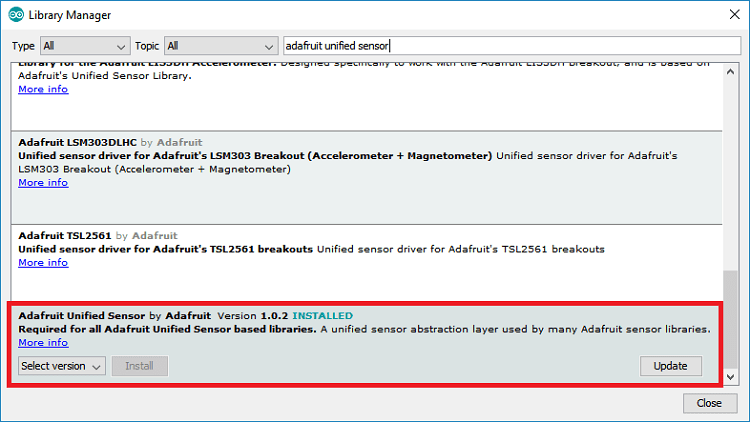 Library Manager
Type All Topic All adafruit unified sensor
Library for the Adafruit LIS3DH Accelerometer. Designed specifically to work with the Adafruit LIS3DH Breakout, and is based on
Adafruit's Unified Sensor Library.
More info
Adafruit LSM303DLHC by Adafruit
Unified sensor driver for Adafruit's LSM303 Breakout (Accelerometer + Magnetometer) Unified sensor driver for Adafruit's
LSM303 Breakout (Accelerometer + Magnetometer)
More info
Adafruit TSL2561 by Adafruit
Unified sensor driver for Adafruit's TSL2561 breakouts Unified sensor driver for Adafruit's TSL2561 breakouts
More info
Adafruit Unified Sensor by Adafruit Version 1.0.2 INSTALLED
Required for all Adafruit Unified Sensor based libraries. A unified sensor abstraction layer used by many Adafruit sensor libraries.
More info
Select version Install Update
Close